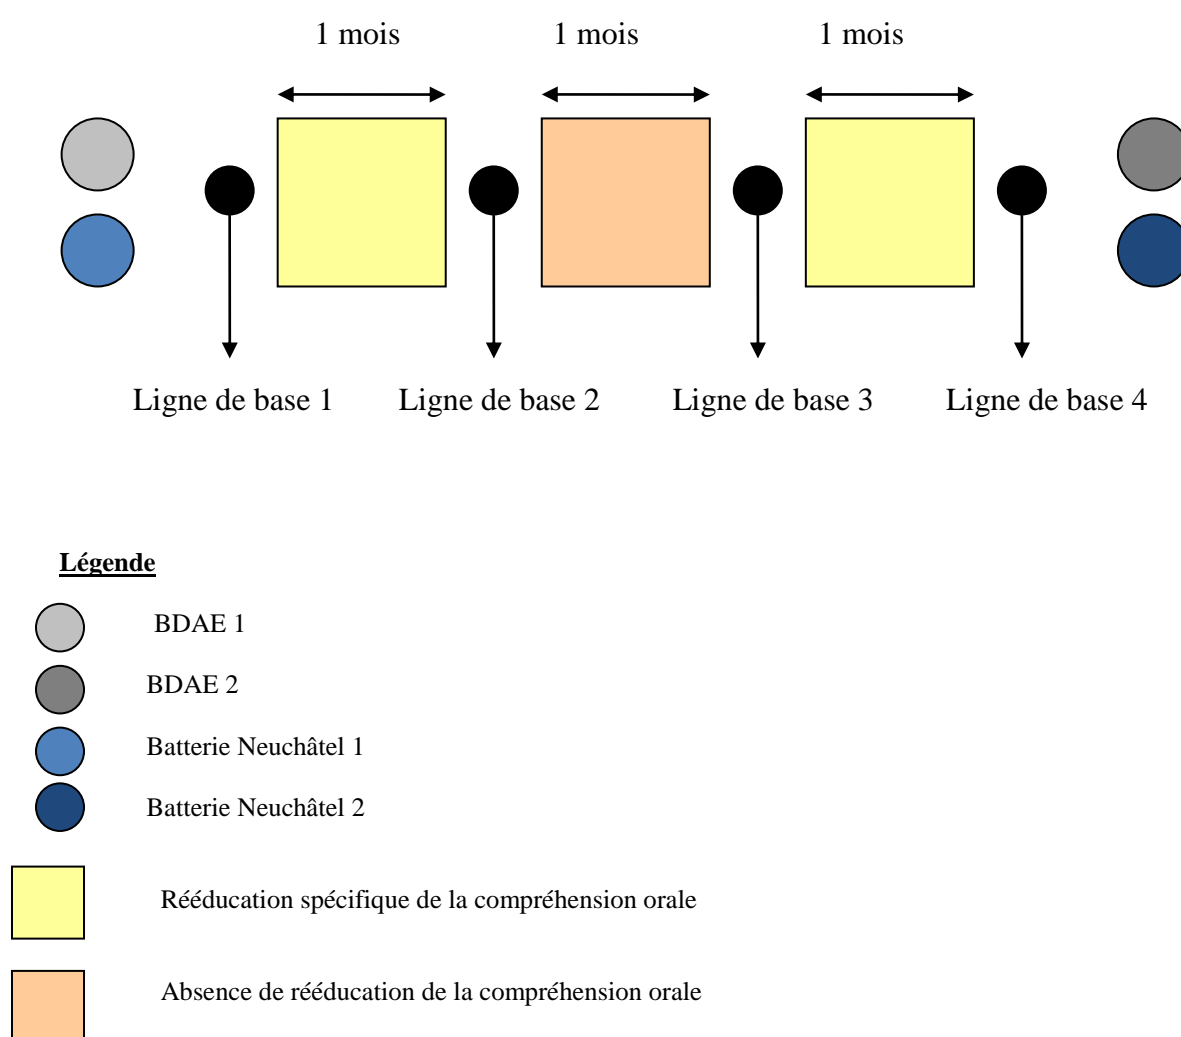 1 mois 1 mois 1 mois
Ligne de base 1 Ligne de base 2 Ligne de base 3 Ligne de base 4
Légende
BDAE 1
BDAE 2
Batterie Neuchâtel 1
Batterie Neuchâtel 2
Rééducation spécifique de la compréhension orale
Absence de rééducation de la compréhension orale